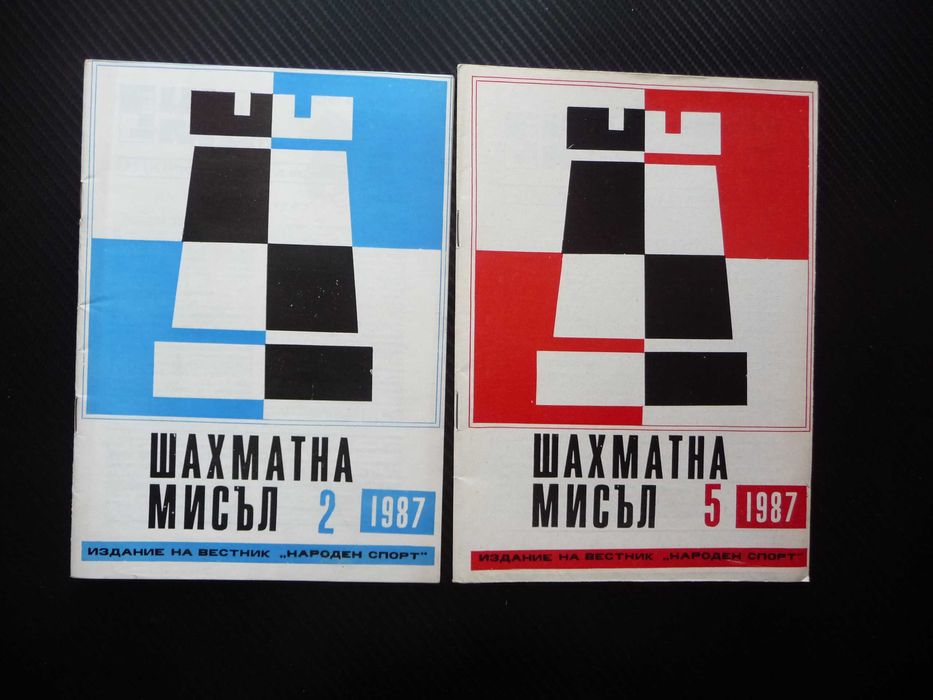 ШАХМАТНА
МИСЪЛ 2 1987
ИЗДАНИЕ НА ВЕСТНИК „НАРОДЕН СПОРТ“
ШАХМАТНА
МИСЪЛ 5 1987
ИЗДАНИЕ НА ВЕСТНИК „НАРОДЕН СПОРТ“